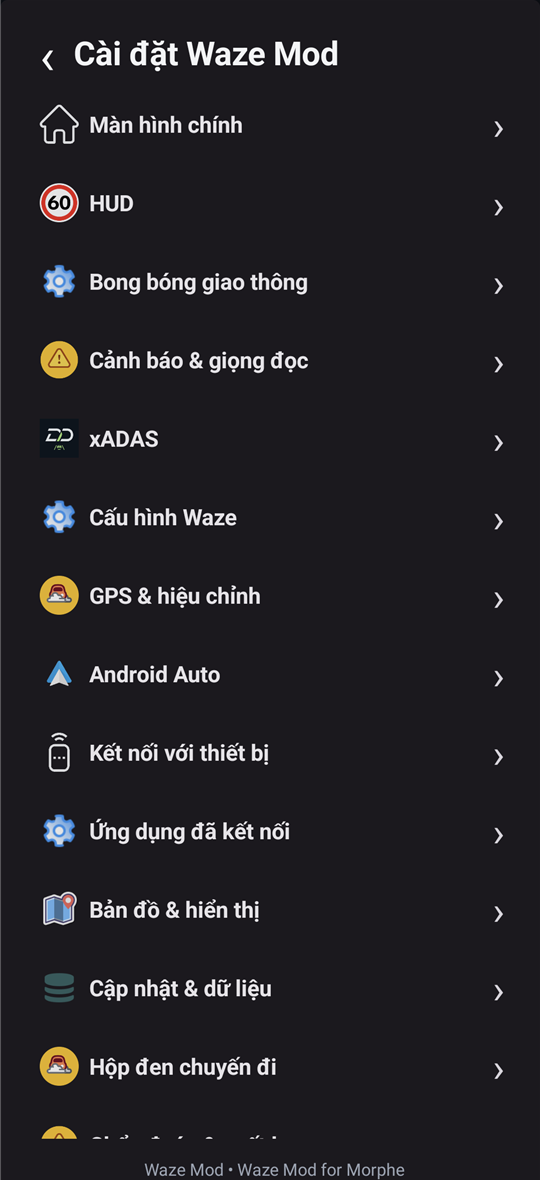 Cài đặt Waze Mod
Màn hình chính
60 HUD
Bong bóng giao thông
Cảnh báo & giọng đọc
xADAS
Cấu hình Waze
GPS & hiệu chỉnh
Android Auto
Kết nối với thiết bị
Ứng dụng đã kết nối
Bản đồ & hiển thị
Cập nhật & dữ liệu
Hộp đen chuyến đi
Waze Mod • Waze Mod for Morphe